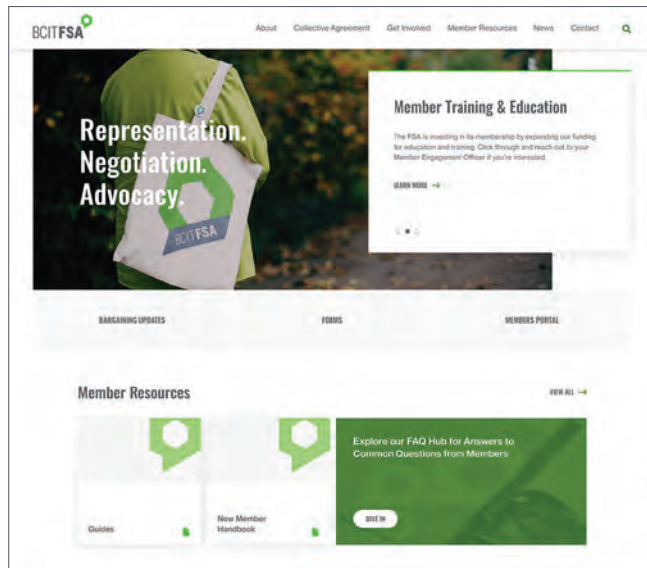 BCITFSA
About Collective Agreement Get Involved Member Resources News Contact
Representation.
Negotiation.
Advocacy.
BCITFSA
Member Training & Education
The FSA is investing in its membership by expanding our funding
for education and training. Click through and reach out to your
Member Engagement Officer if you're interested.
LEARN MORE
BARGAINING UPDATES FORMS MEMBERS PORTAL
Member Resources
VIEW ALL
Guides
New Member
Handbook
Explore our FAQ Hub for Answers to
Common Questions from Members
DIVE IN